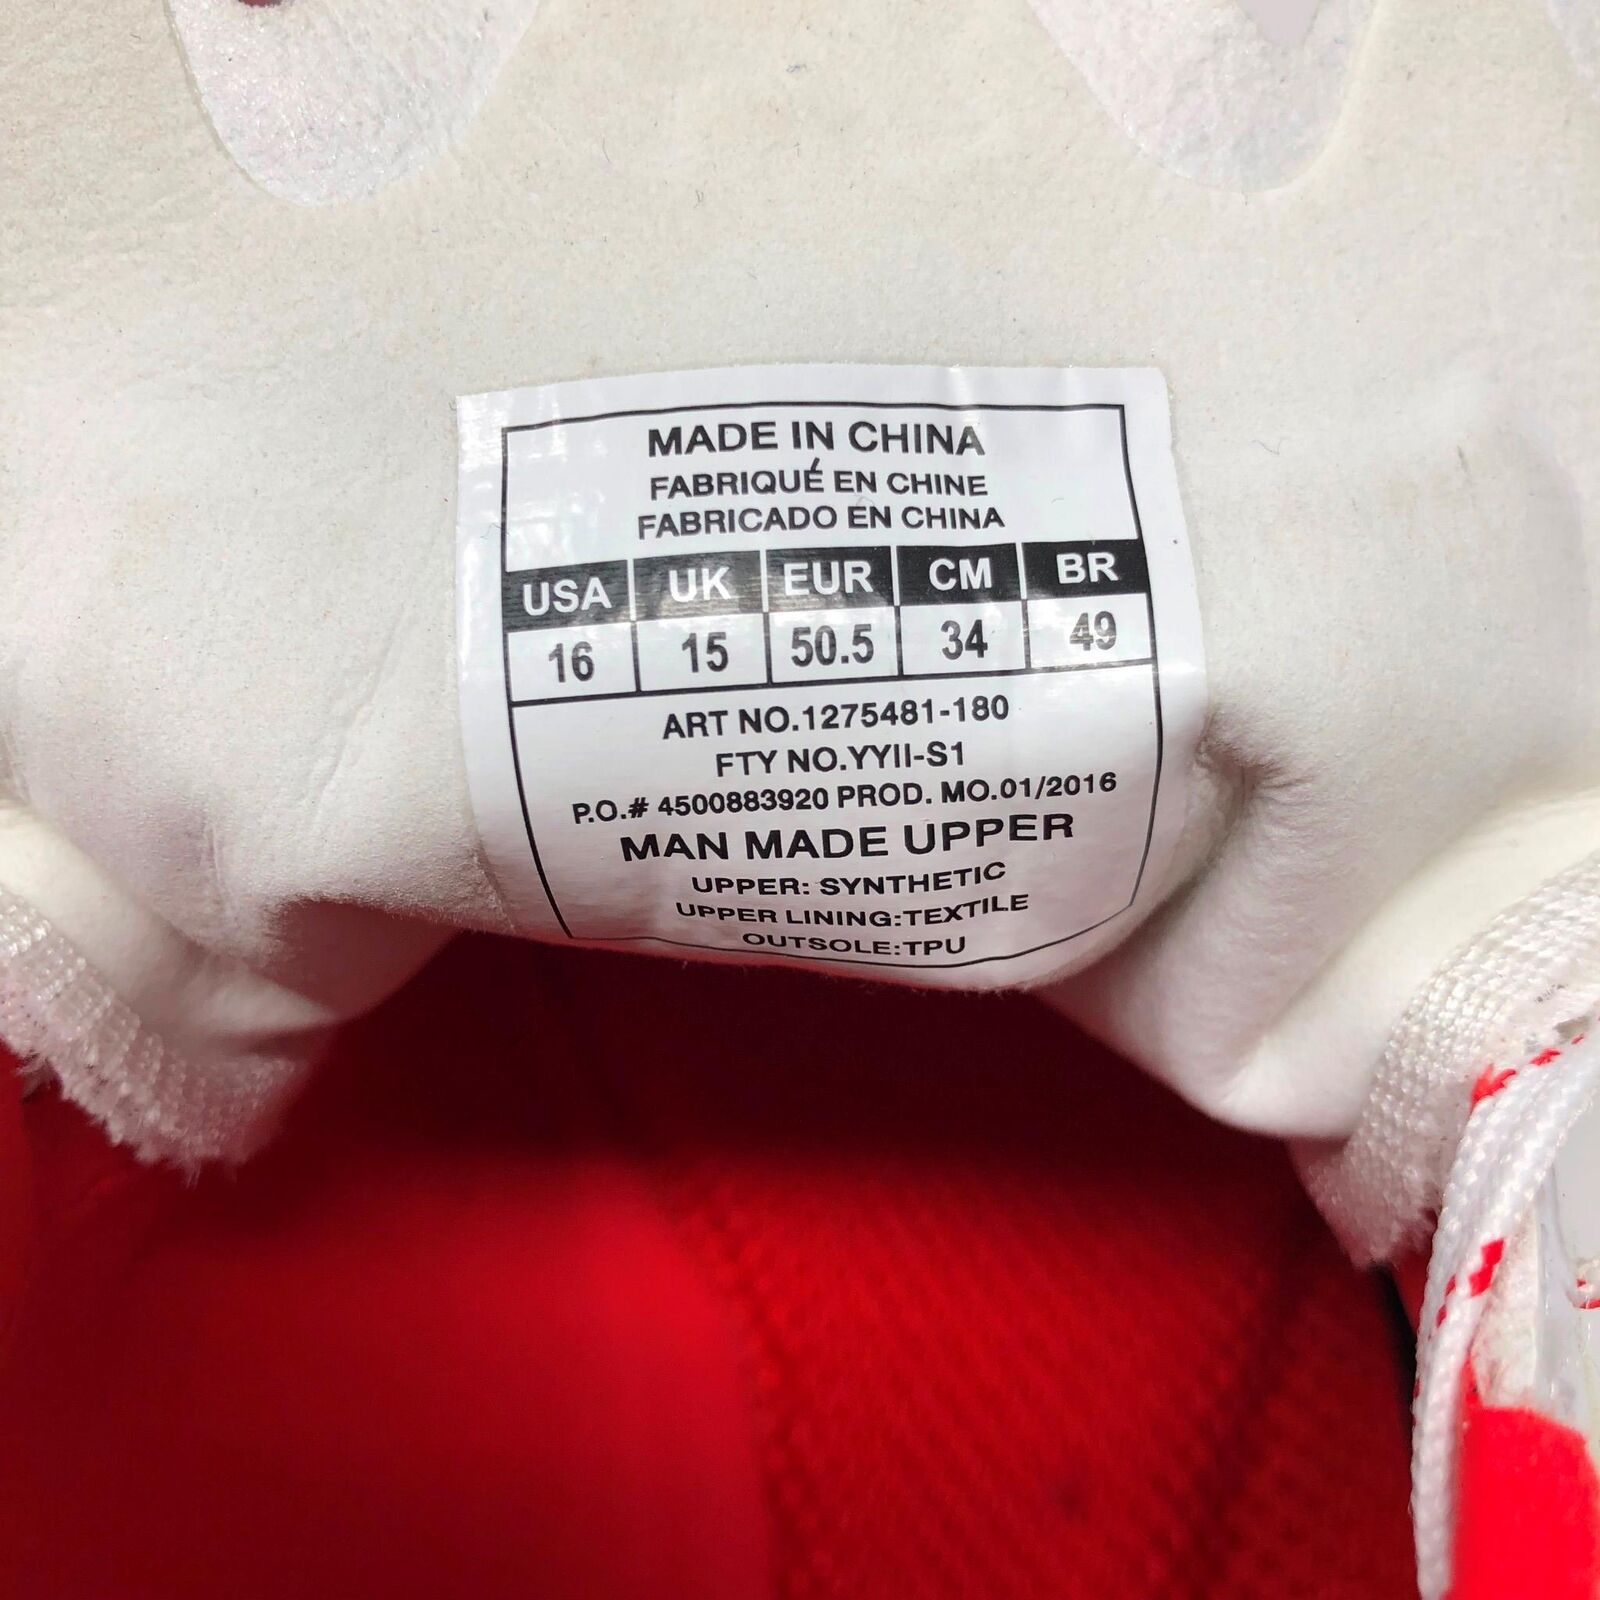 MADE IN CHINA
FABRIQUÉ EN CHINE
FABRICADO EN CHINA
USA UK EUR CM BR
16 15 50.5 34 49
ART NO.1275481-180
FTY NO.YYII-S1
P.O.# 4500883920 PROD. MO.01/2016
MAN MADE UPPER
UPPER: SYNTHETIC
UPPER LINING:TEXTILE
OUTSOLE:TPU